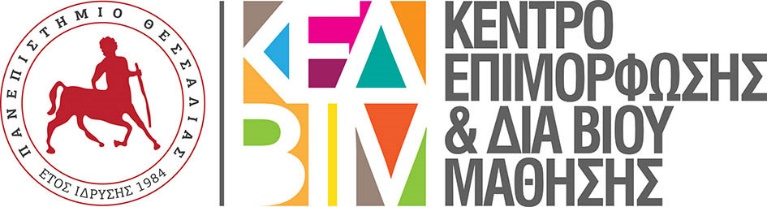 ΠΑΝΕΠΙΣΤΗΜΙΟ ΘΕΣΣΑΛΙΑΣ
ΕΤΟΣ ΙΔΡΥΣΗΣ 1984
ΚΕΔ
ΒΙΜ
ΚΕΝΤΡΟ
ΕΠΙΜΟΡΦΩΣΗΣ
& ΔΙΑ ΒΙΟΥ
ΜΑΘΗΣΗΣ